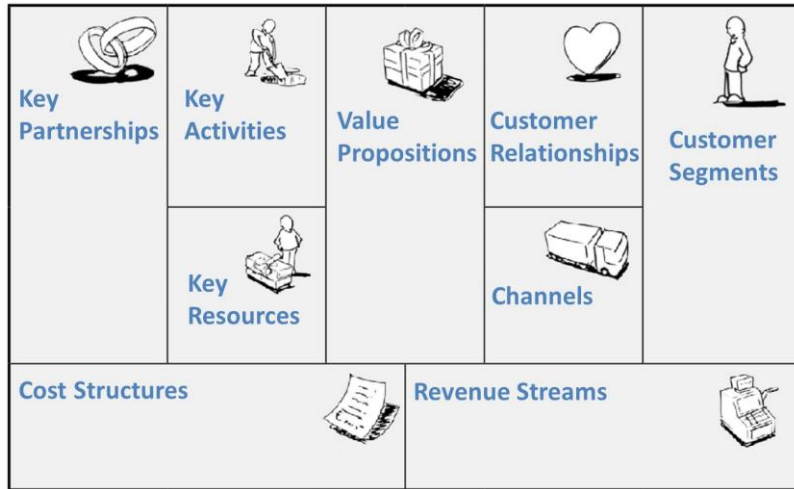 Key
Partnerships
Key
Activities
Key
Resources
Value
Propositions
Customer
Relationships
Channels
Customer
Segments
Cost Structures
Revenue Streams